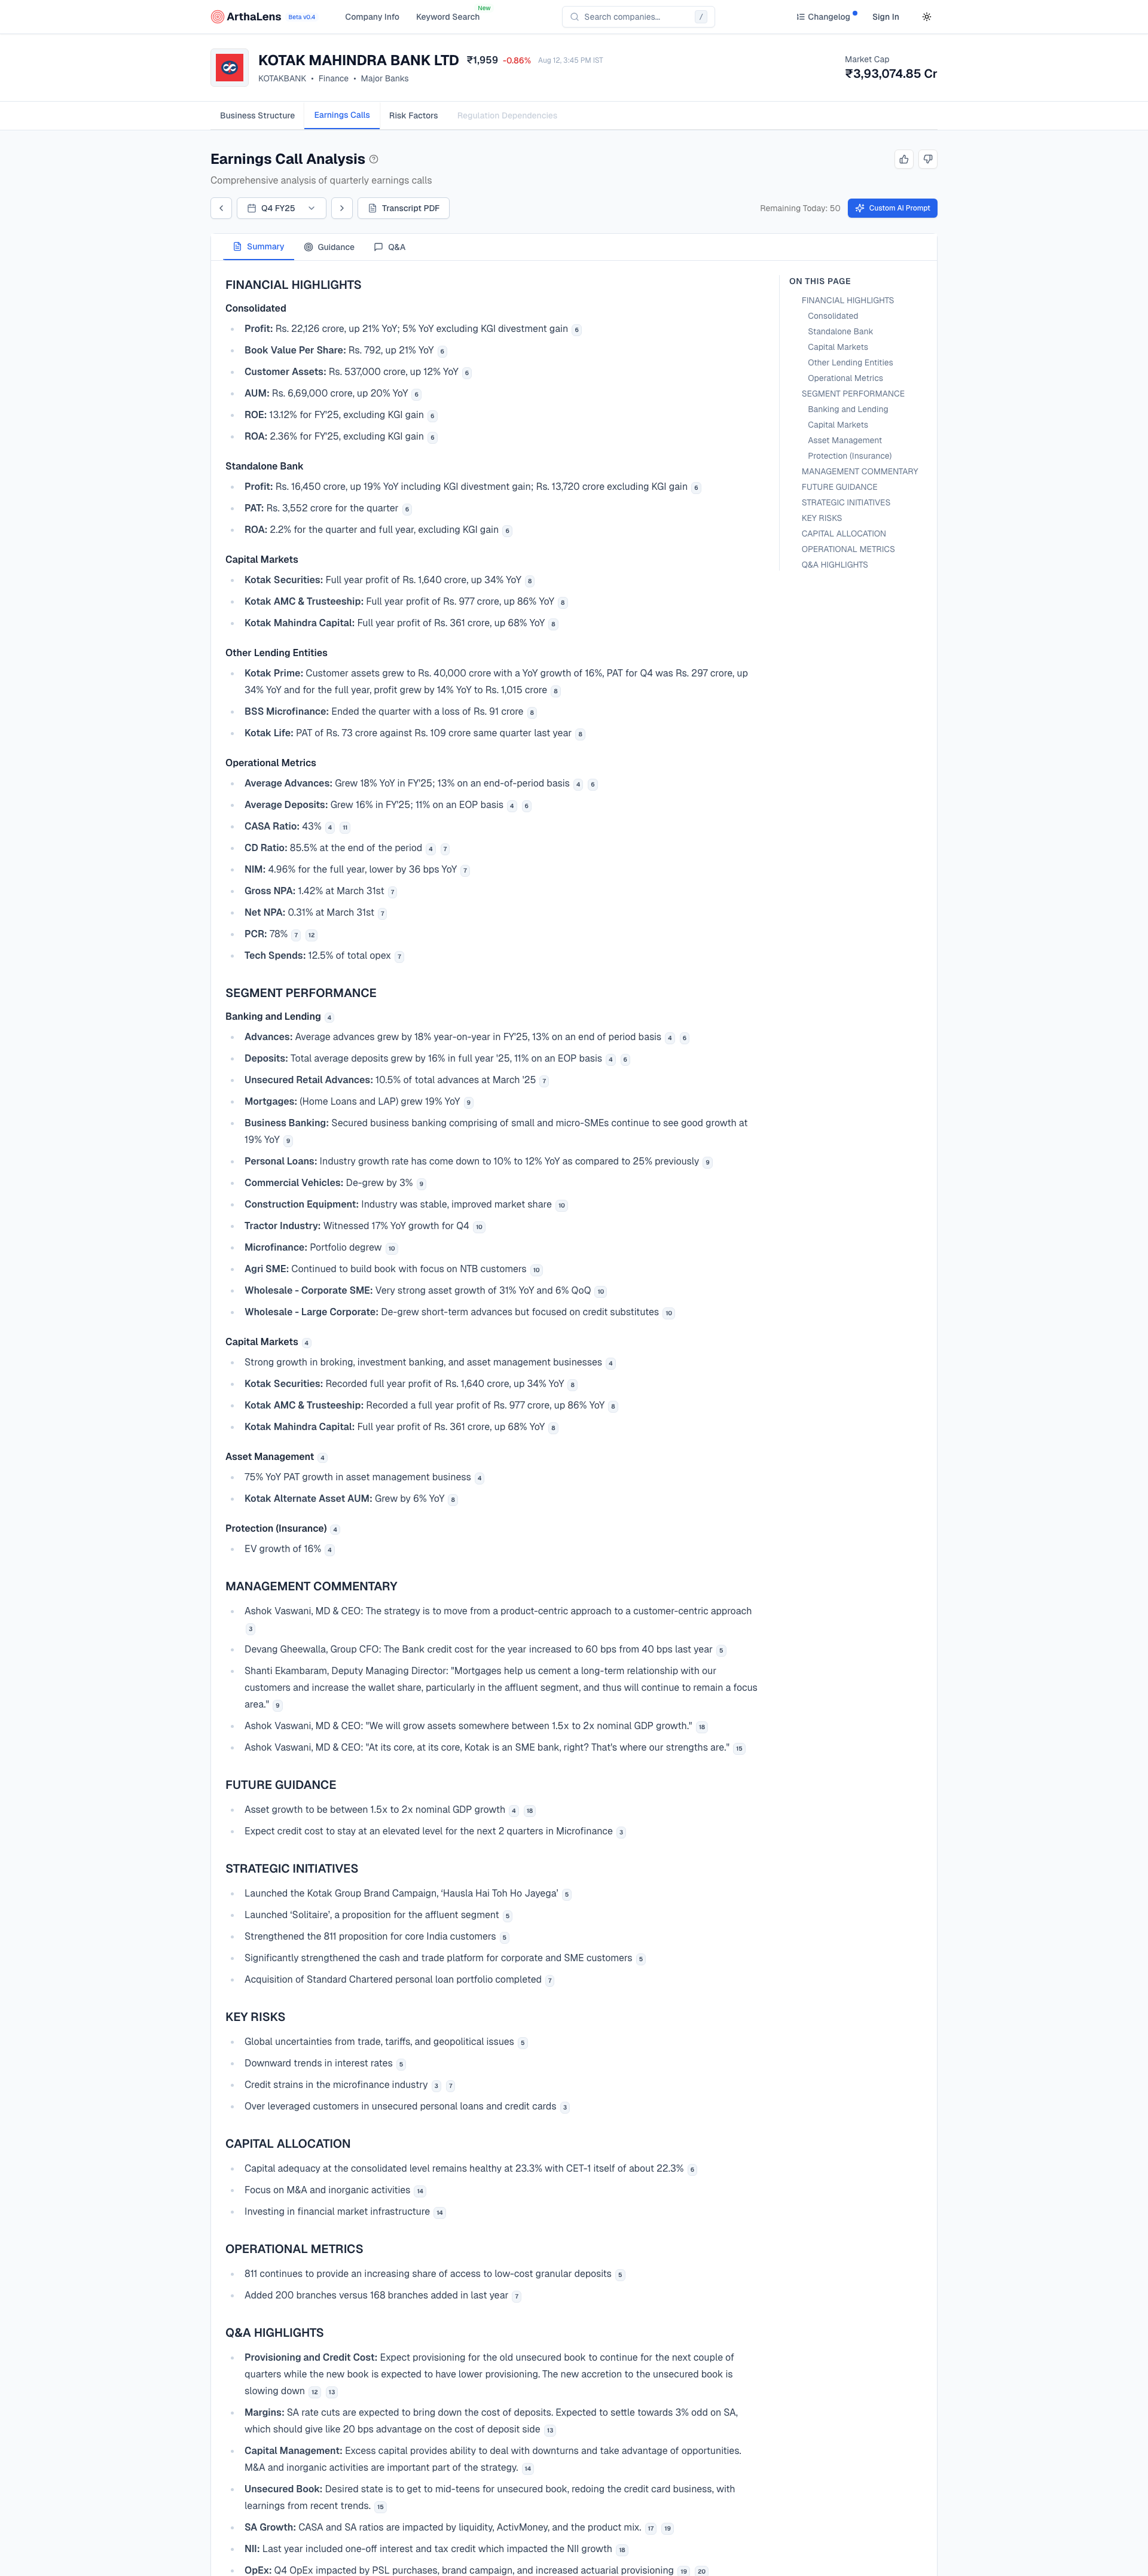 ArthaLens Beta v0.4 Company Info Keyword Search New Search companies... / Changelog Sign In
KOTAK MAHINDRA BANK LTD ₹1,959 -0.86% Aug 12, 3:45 PM IST
KOTAKBANK • Finance • Major Banks
Market Cap
₹3,93,074.85 Cr
Business Structure Earnings Calls Risk Factors Regulation Dependencies
Earnings Call Analysis
Comprehensive analysis of quarterly earnings calls
Q4 FY25 Transcript PDF Remaining Today: 50 Custom AI Prompt
Summary Guidance Q&A
FINANCIAL HIGHLIGHTS
Consolidated
Profit: Rs. 22,126 crore, up 21% YoY; 5% YoY excluding KGI divestment gain 6
Book Value Per Share: Rs. 792, up 21% YoY 6
Customer Assets: Rs. 537,000 crore, up 12% YoY 6
AUM: Rs. 6,69,000 crore, up 20% YoY 6
ROE: 13.12% for FY'25, excluding KGI gain 6
ROA: 2.36% for FY'25, excluding KGI gain 6
Standalone Bank
Profit: Rs. 16,450 crore, up 19% YoY including KGI divestment gain; Rs. 13,720 crore excluding KGI gain 6
PAT: Rs. 3,552 crore for the quarter 6
ROA: 2.2% for the quarter and full year, excluding KGI gain 6
Capital Markets
Kotak Securities: Full year profit of Rs. 1,640 crore, up 34% YoY 8
Kotak AMC & Trusteeship: Full year profit of Rs. 977 crore, up 86% YoY 8
Kotak Mahindra Capital: Full year profit of Rs. 361 crore, up 68% YoY 8
Other Lending Entities
Kotak Prime: Customer assets grew to Rs. 40,000 crore with a YoY growth of 16%, PAT for Q4 was Rs. 297 crore, up
34% YoY and for the full year, profit grew by 14% YoY to Rs. 1,015 crore 8
BSS Microfinance: Ended the quarter with a loss of Rs. 91 crore 8
Kotak Life: PAT of Rs. 73 crore against Rs. 109 crore same quarter last year 8
Operational Metrics
Average Advances: Grew 18% YoY in FY'25; 13% on an end-of-period basis 4 6
Average Deposits: Grew 16% in FY'25; 11% on an EOP basis 4 6
CASA Ratio: 43% 4 11
CD Ratio: 85.5% at the end of the period 4 7
NIM: 4.96% for the full year, lower by 36 bps YoY 7
Gross NPA: 1.42% at March 31st 7
Net NPA: 0.31% at March 31st 7
PCR: 78% 7 12
Tech Spends: 12.5% of total opex 7
SEGMENT PERFORMANCE
Banking and Lending 4
Advances: Average advances grew by 18% year-on-year in FY'25, 13% on an end of period basis 4 6
Deposits: Total average deposits grew by 16% in full year '25, 11% on an EOP basis 4 6
Unsecured Retail Advances: 10.5% of total advances at March '25 7
Mortgages: (Home Loans and LAP) grew 19% YoY 9
Business Banking: Secured business banking comprising of small and micro-SMEs continue to see good growth at
19% YoY 9
Personal Loans: Industry growth rate has come down to 10% to 12% YoY as compared to 25% previously 9
Commercial Vehicles: De-grew by 3% 9
Construction Equipment: Industry was stable, improved market share 10
Tractor Industry: Witnessed 17% YoY growth for Q4 10
Microfinance: Portfolio degrew 10
Agri SME: Continued to build book with focus on NTB customers 10
Wholesale - Corporate SME: Very strong asset growth of 31% YoY and 6% QoQ 10
Wholesale - Large Corporate: De-grew short-term advances but focused on credit substitutes 10
Capital Markets 4
Strong growth in broking, investment banking, and asset management businesses 4
Kotak Securities: Recorded full year profit of Rs. 1,640 crore, up 34% YoY 8
Kotak AMC & Trusteeship: Recorded a full year profit of Rs. 977 crore, up 86% YoY 8
Kotak Mahindra Capital: Full year profit of Rs. 361 crore, up 68% YoY 8
Asset Management 4
75% YoY PAT growth in asset management business 4
Kotak Alternate Asset AUM: Grew by 6% YoY 8
Protection (Insurance) 4
EV growth of 16% 4
MANAGEMENT COMMENTARY
Ashok Vaswani, MD & CEO: The strategy is to move from a product-centric approach to a customer-centric approach
3
Devang Gheewalla, Group CFO: The Bank credit cost for the year increased to 60 bps from 40 bps last year 5
Shanti Ekambaram, Deputy Managing Director: "Mortgages help us cement a long-term relationship with our
customers and increase the wallet share, particularly in the affluent segment, and thus will continue to remain a focus
area." 9
Ashok Vaswani, MD & CEO: "We will grow assets somewhere between 1.5x to 2x nominal GDP growth." 18
Ashok Vaswani, MD & CEO: "At its core, at its core, Kotak is an SME bank, right? That's where our strengths are." 15
FUTURE GUIDANCE
Asset growth to be between 1.5x to 2x nominal GDP growth 4 18
Expect credit cost to stay at an elevated level for the next 2 quarters in Microfinance 3
STRATEGIC INITIATIVES
Launched the Kotak Group Brand Campaign, 'Hausla Hai Toh Ho Jayega' 5
Launched 'Solitaire', a proposition for the affluent segment 5
Strengthened the 811 proposition for core India customers 5
Significantly strengthened the cash and trade platform for corporate and SME customers 5
Acquisition of Standard Chartered personal loan portfolio completed 7
KEY RISKS
Global uncertainties from trade, tariffs, and geopolitical issues 5
Downward trends in interest rates 5
Credit strains in the microfinance industry 3 7
Over leveraged customers in unsecured personal loans and credit cards 3
CAPITAL ALLOCATION
Capital adequacy at the consolidated level remains healthy at 23.3% with CET-1 itself of about 22.3% 6
Focus on M&A and inorganic activities 14
Investing in financial market infrastructure 14
OPERATIONAL METRICS
811 continues to provide an increasing share of access to low-cost granular deposits 5
Added 200 branches versus 168 branches added in last year 7
Q&A HIGHLIGHTS
Provisioning and Credit Cost: Expect provisioning for the old unsecured book to continue for the next couple of
quarters while the new book is expected to have lower provisioning. The new accretion to the unsecured book is
slowing down 12 13
Margins: SA rate cuts are expected to bring down the cost of deposits. Expected to settle towards 3% odd on SA,
which should give like 20 bps advantage on the cost of deposit side 13
Capital Management: Excess capital provides ability to deal with downturns and take advantage of opportunities.
M&A and inorganic activities are important part of the strategy. 14
Unsecured Book: Desired state is to get to mid-teens for unsecured book, redoing the credit card business, with
learnings from recent trends. 15
SA Growth: CASA and SA ratios are impacted by liquidity, ActivMoney, and the product mix. 17 19
NII: Last year included one-off interest and tax credit which impacted the NII growth 18
OpEx: Q4 OpEx impacted by PSL purchases, brand campaign, and increased actuarial provisioning 19 20
ON THIS PAGE
FINANCIAL HIGHLIGHTS
Consolidated
Standalone Bank
Capital Markets
Other Lending Entities
Operational Metrics
SEGMENT PERFORMANCE
Banking and Lending
Capital Markets
Asset Management
Protection (Insurance)
MANAGEMENT COMMENTARY
FUTURE GUIDANCE
STRATEGIC INITIATIVES
KEY RISKS
CAPITAL ALLOCATION
OPERATIONAL METRICS
Q&A HIGHLIGHTS